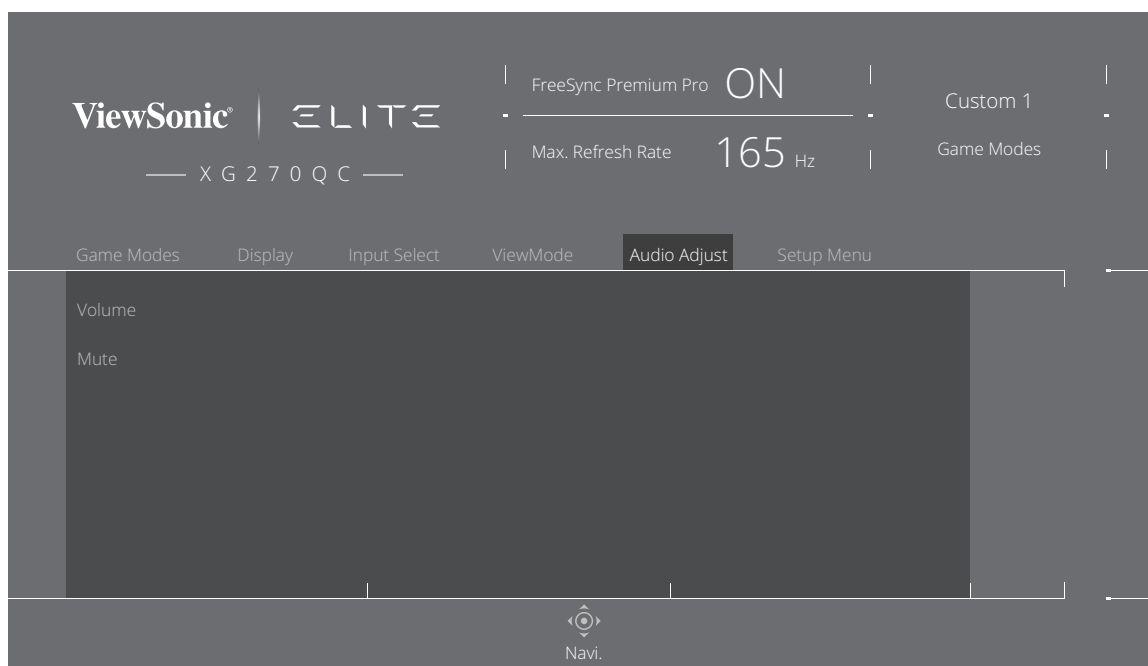 ViewSonic® ELITE
XG270QC
FreeSync Premium Pro ON
Max. Refresh Rate 165 Hz
Custom 1
Game Modes
Game Modes Display Input Select ViewMode Audio Adjust Setup Menu
Volume
Mute
Navi.